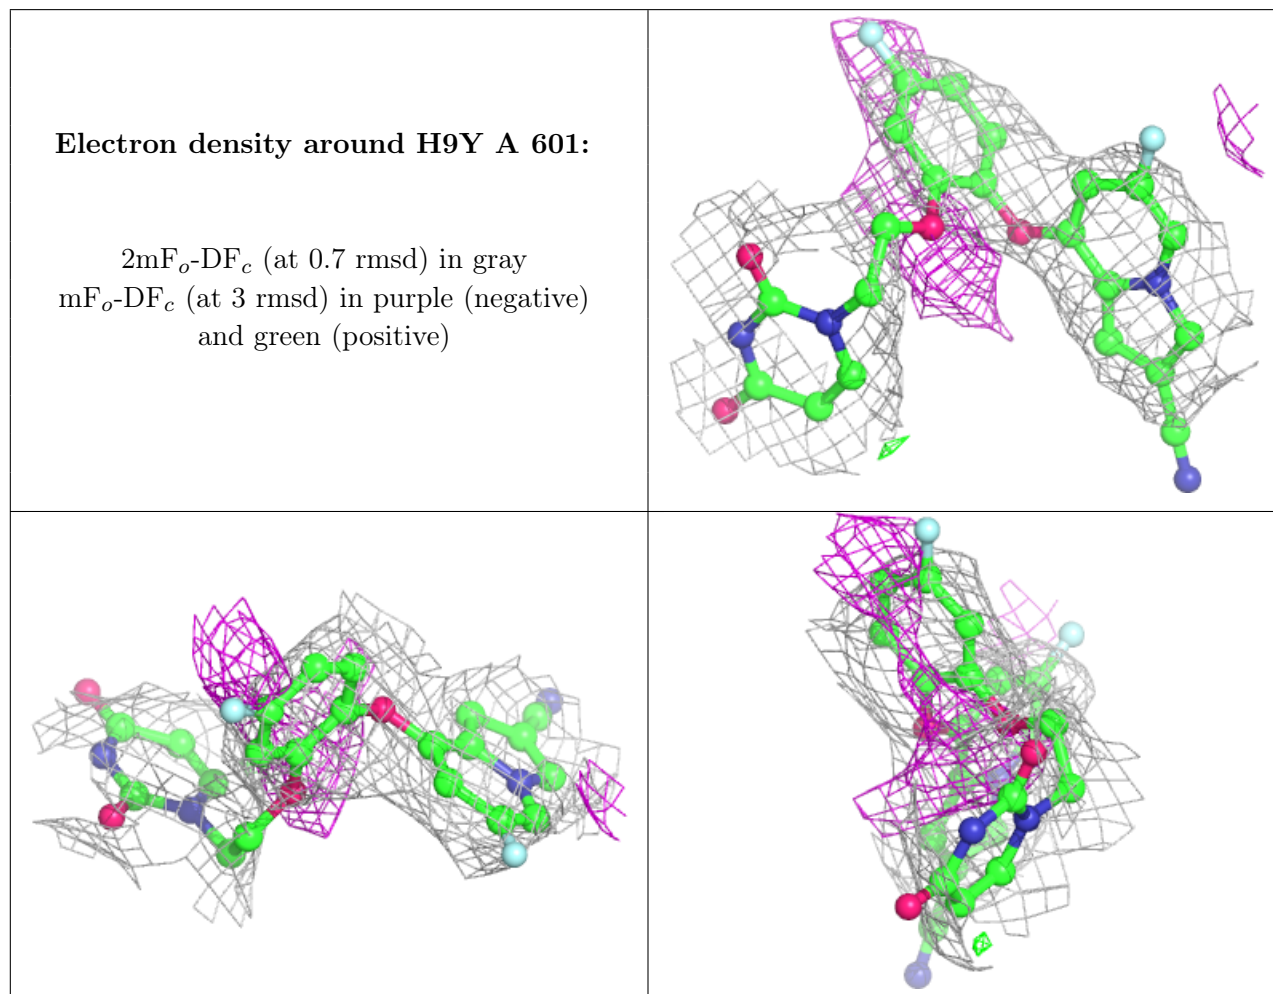 Electron density around H9Y A 601:
2mFo-DFc (at 0.7 rmsd) in gray
mFo-DFc (at 3 rmsd) in purple (negative)
and green (positive)